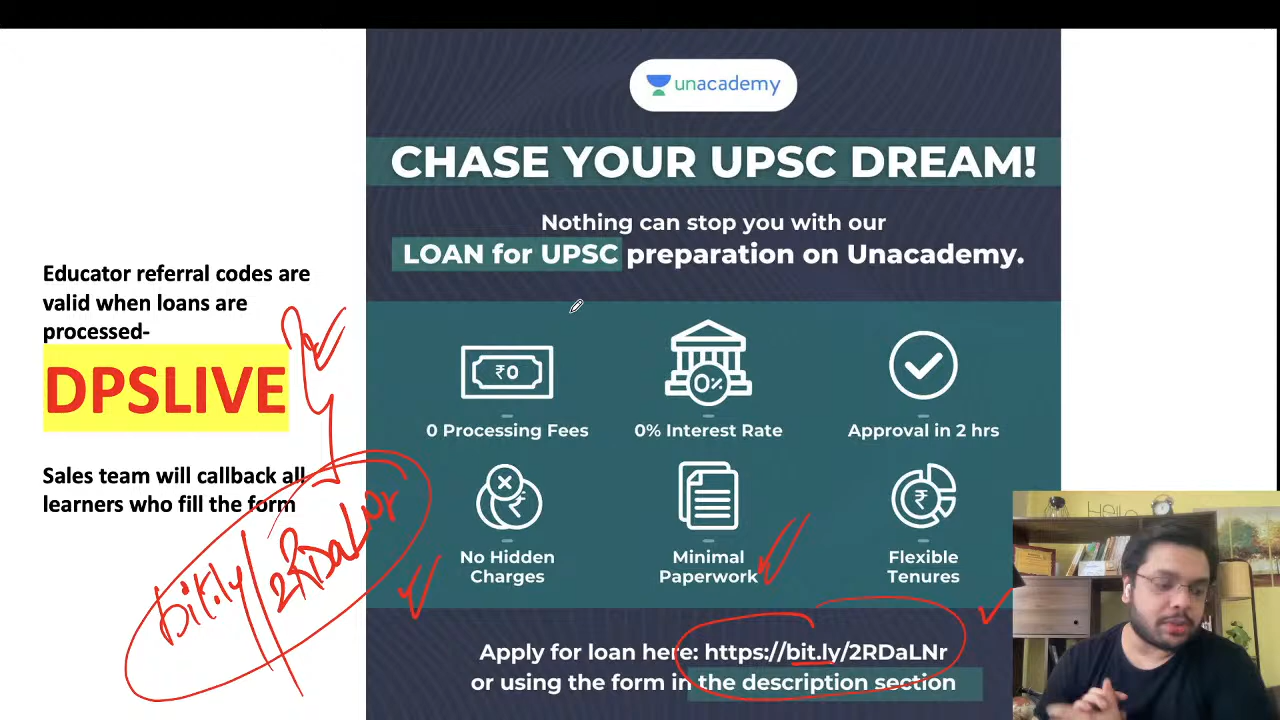 unacademy
CHASE YOUR UPSC DREAM!
Nothing can stop you with our
LOAN for UPSC preparation on Unacademy.
Educator referral codes are
valid when loans are
processed-
DPSLIVE
Sales team will callback all
learners who fill the form
bit.ly/2RDaLNr
₹0
0%
0 Processing Fees
0% Interest Rate
Approval in 2 hrs
₹
₹
No Hidden
Charges
Minimal
Paperwork
Flexible
Tenures
Apply for loan here: https://bit.ly/2RDaLNr
or using the form in the description section
Hello